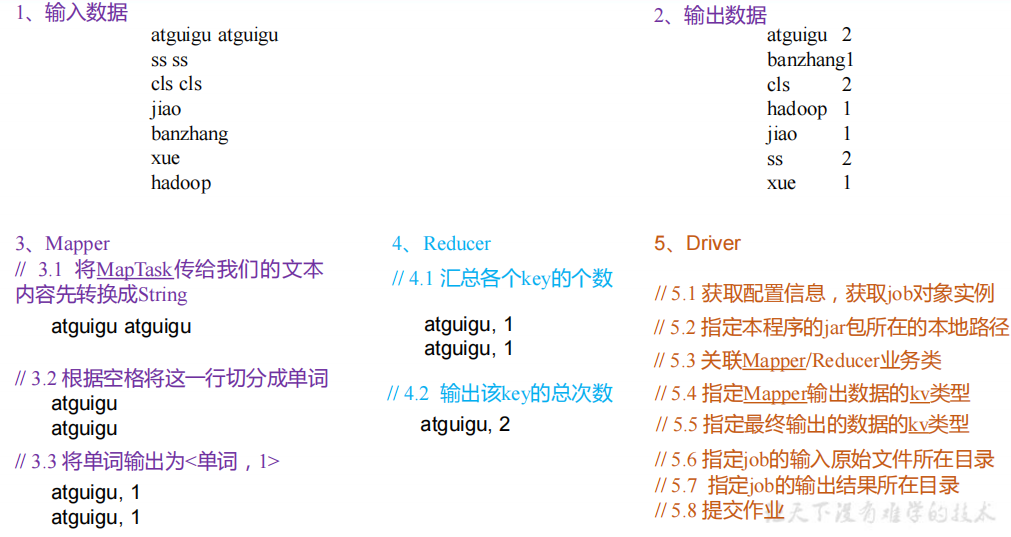 1、输入数据
atguigu atguigu
ss ss
cls cls
jiao
banzhang
xue
hadoop
2、输出数据
atguigu 2
banzhang1
cls 2
hadoop 1
jiao 1
ss 2
xue 1
3、Mapper
// 3.1 将MapTask传给我们的文本
内容先转换成String
atguigu atguigu
// 3.2 根据空格将这一行切分成单词
atguigu
atguigu
// 3.3 将单词输出为<单词，1>
atguigu, 1
atguigu, 1
4、Reducer
// 4.1 汇总各个key的个数
atguigu, 1
atguigu, 1
// 4.2 输出该key的总次数
atguigu, 2
5、Driver
// 5.1 获取配置信息，获取job对象实例
// 5.2 指定本程序的jar包所在的本地路径
// 5.3 关联Mapper/Reducer业务类
// 5.4 指定Mapper输出数据的kv类型
// 5.5 指定最终输出的数据的kv类型
// 5.6 指定job的输入原始文件所在目录
// 5.7 指定job的输出结果所在目录
// 5.8 提交作业
天下没有难学的技术